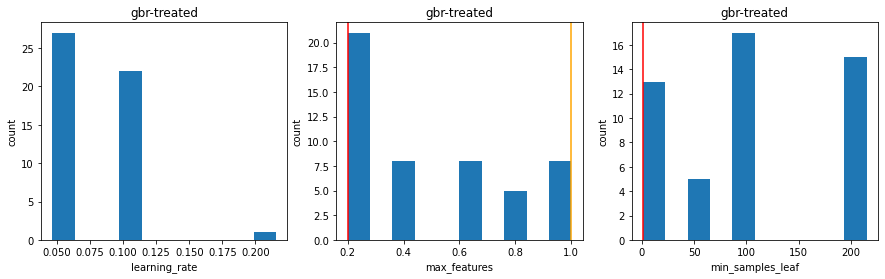 gbr-treated
count
25
20
15
10
5
0
0.050 0.075 0.100 0.125 0.150 0.175 0.200
learning_rate
gbr-treated
count
20.0
17.5
15.0
12.5
10.0
7.5
5.0
2.5
0.0
0.2 0.4 0.6 0.8 1.0
max_features
gbr-treated
count
16
14
12
10
8
6
4
2
0
0 50 100 150 200
min_samples_leaf